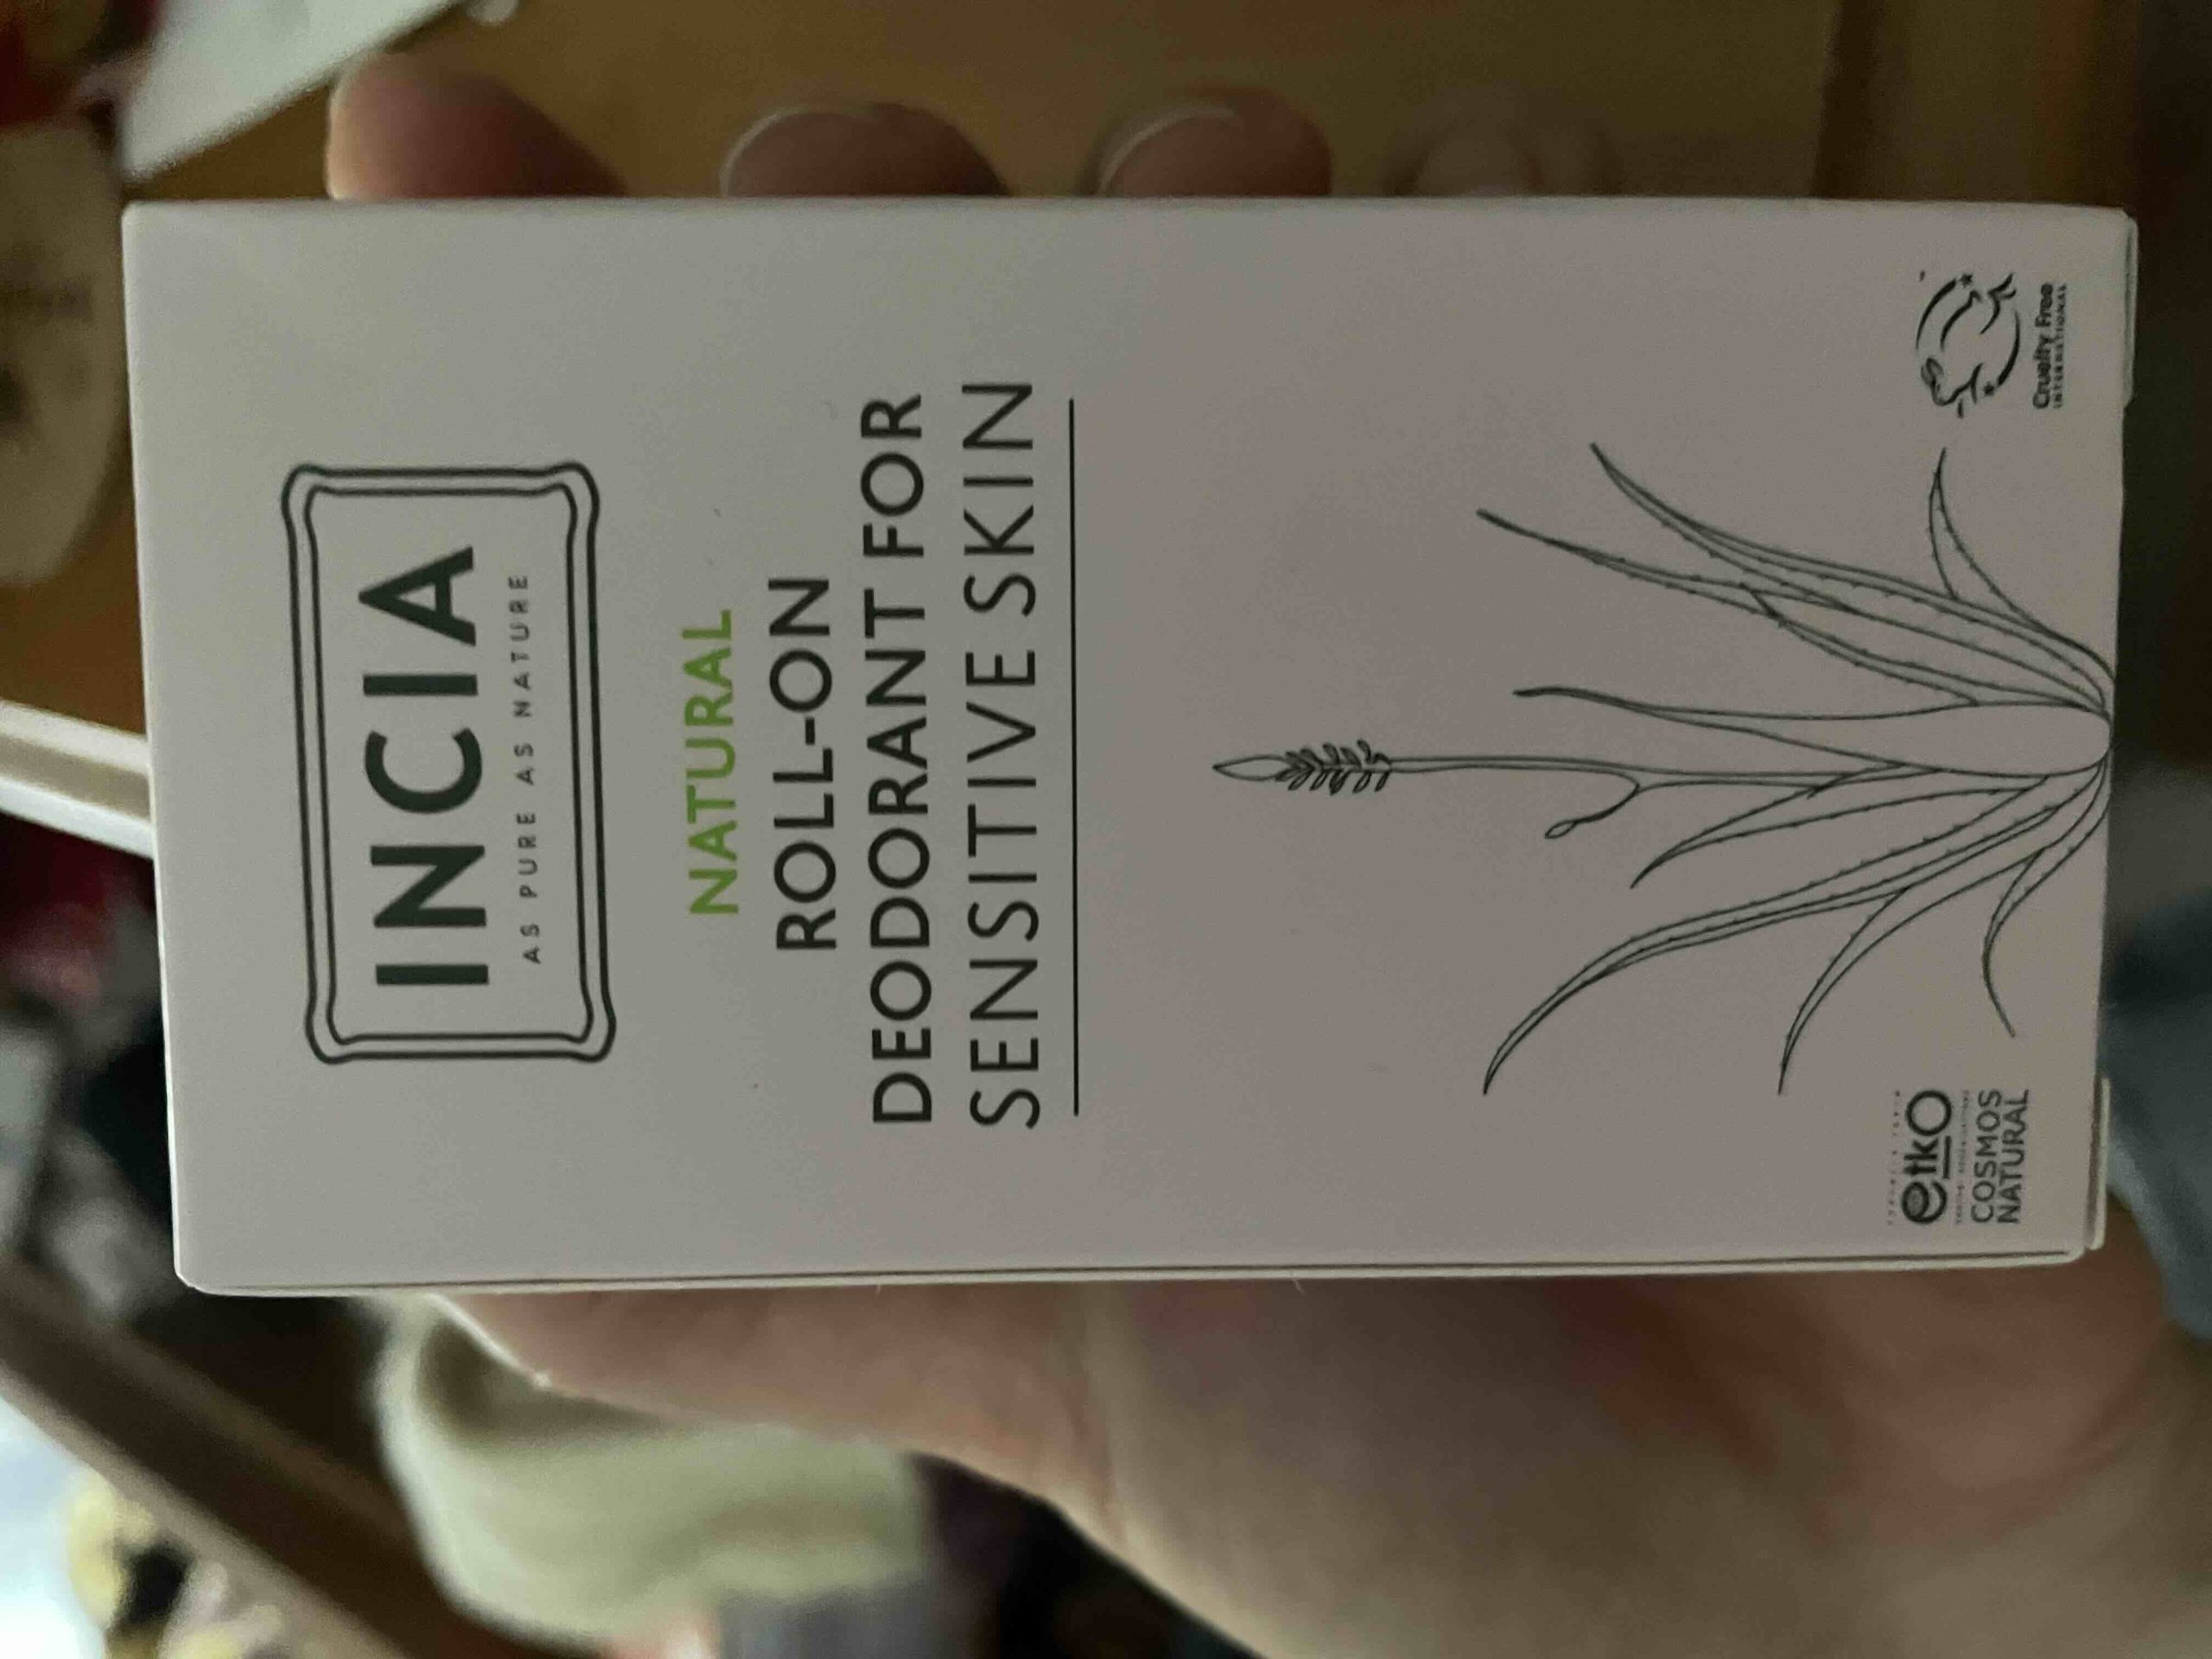 INCIA
AS PURE AS NATURE
NATURAL
ROLL-ON
DEODORANT FOR
SENSITIVE SKIN
etkO
COSMOS
NATURAL
Cruelty Free
INTERNATIONAL